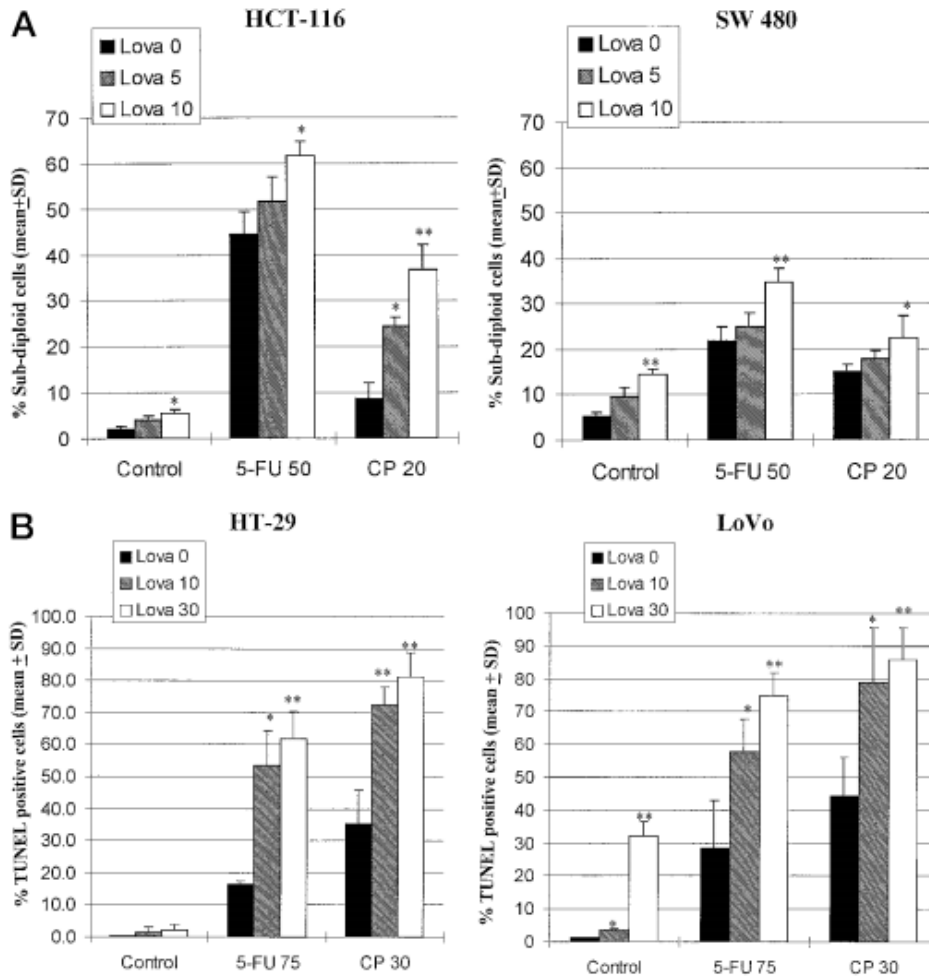 A
HCT-116
Lova 0
Lova 5
Lova 10
% Sub-diploid cells (mean±SD)
70
60
50
40
30
20
10
0
*
*
*
**
Control
5-FU 50
CP 20
SW 480
Lova 0
Lova 5
Lova 10
% Sub-diploid cells (mean±SD)
70
60
50
40
30
20
10
0
**
**
*
Control
5-FU 50
CP 20
B
HT-29
Lova 0
Lova 10
Lova 30
% TUNEL positive cells (mean ± SD)
100.0
90.0
80.0
70.0
60.0
50.0
40.0
30.0
20.0
10.0
0.0
*
**
**
**
Control
5-FU 75
CP 30
LoVo
Lova 0
Lova 10
Lova 30
% TUNEL positive cells (mean ± SD)
100
90
80
70
60
50
40
30
20
10
0
*
**
*
**
*
**
Control
5-FU 75
CP 30